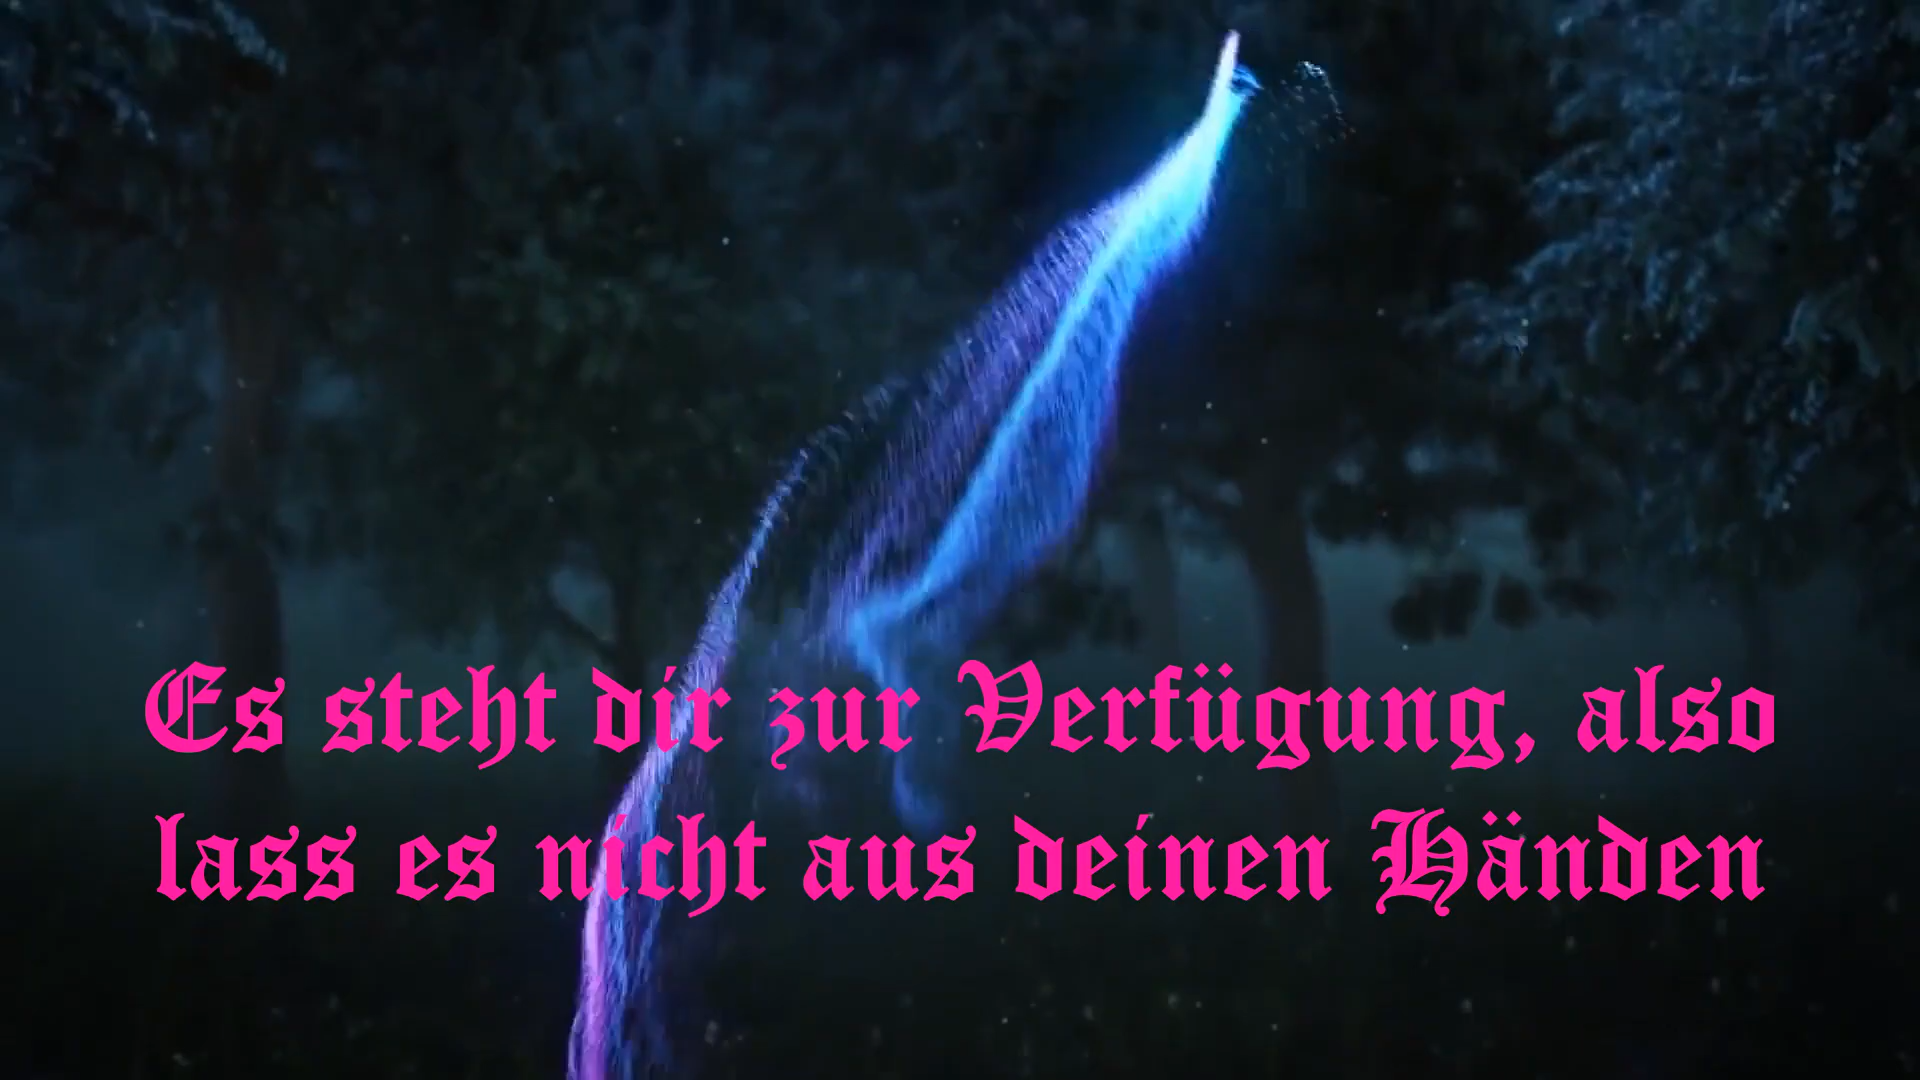 Es steht dir zur Verfügung, also
lass es nicht aus deinen Händen